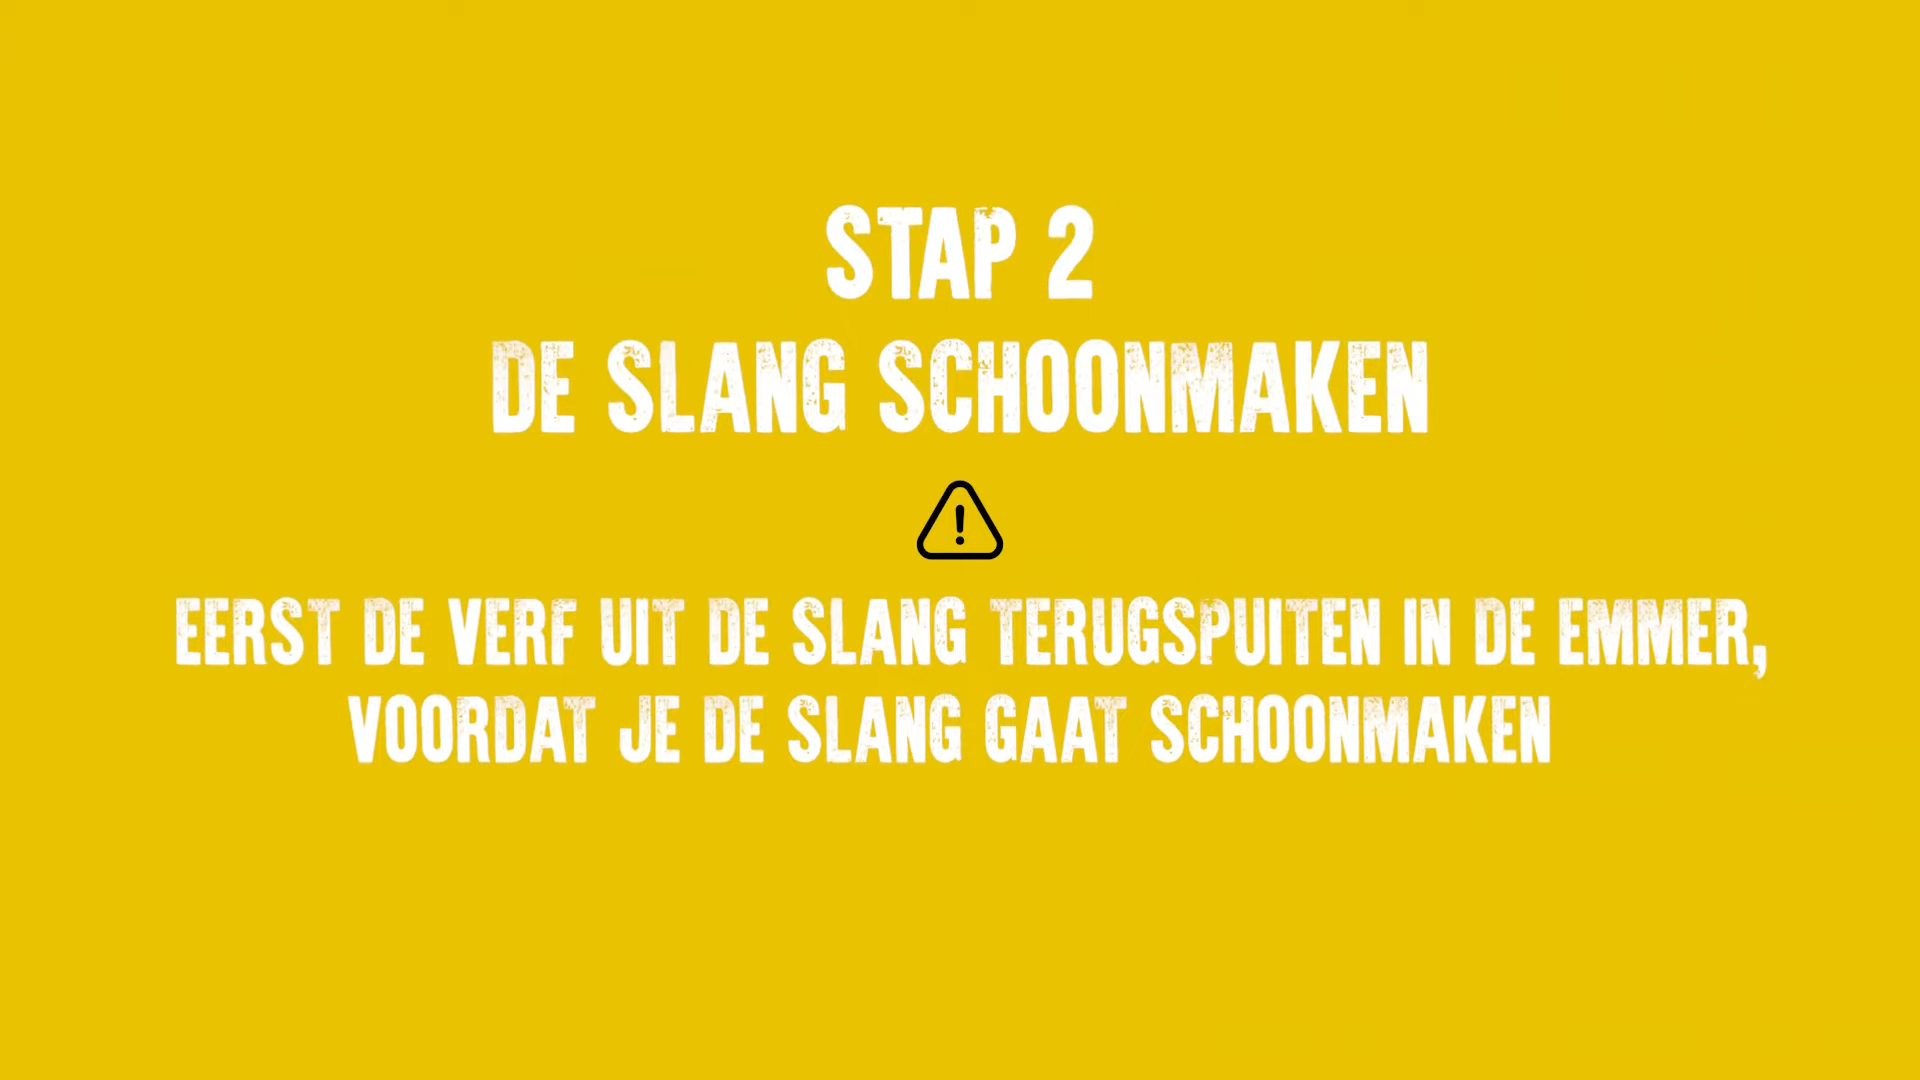 STAP 2
DE SLANG SCHOONMAKEN
EERST DE VERF UIT DE SLANG TERUGSPUITEN IN DE EMMER,
VOORDAT JE DE SLANG GAAT SCHOONMAKEN